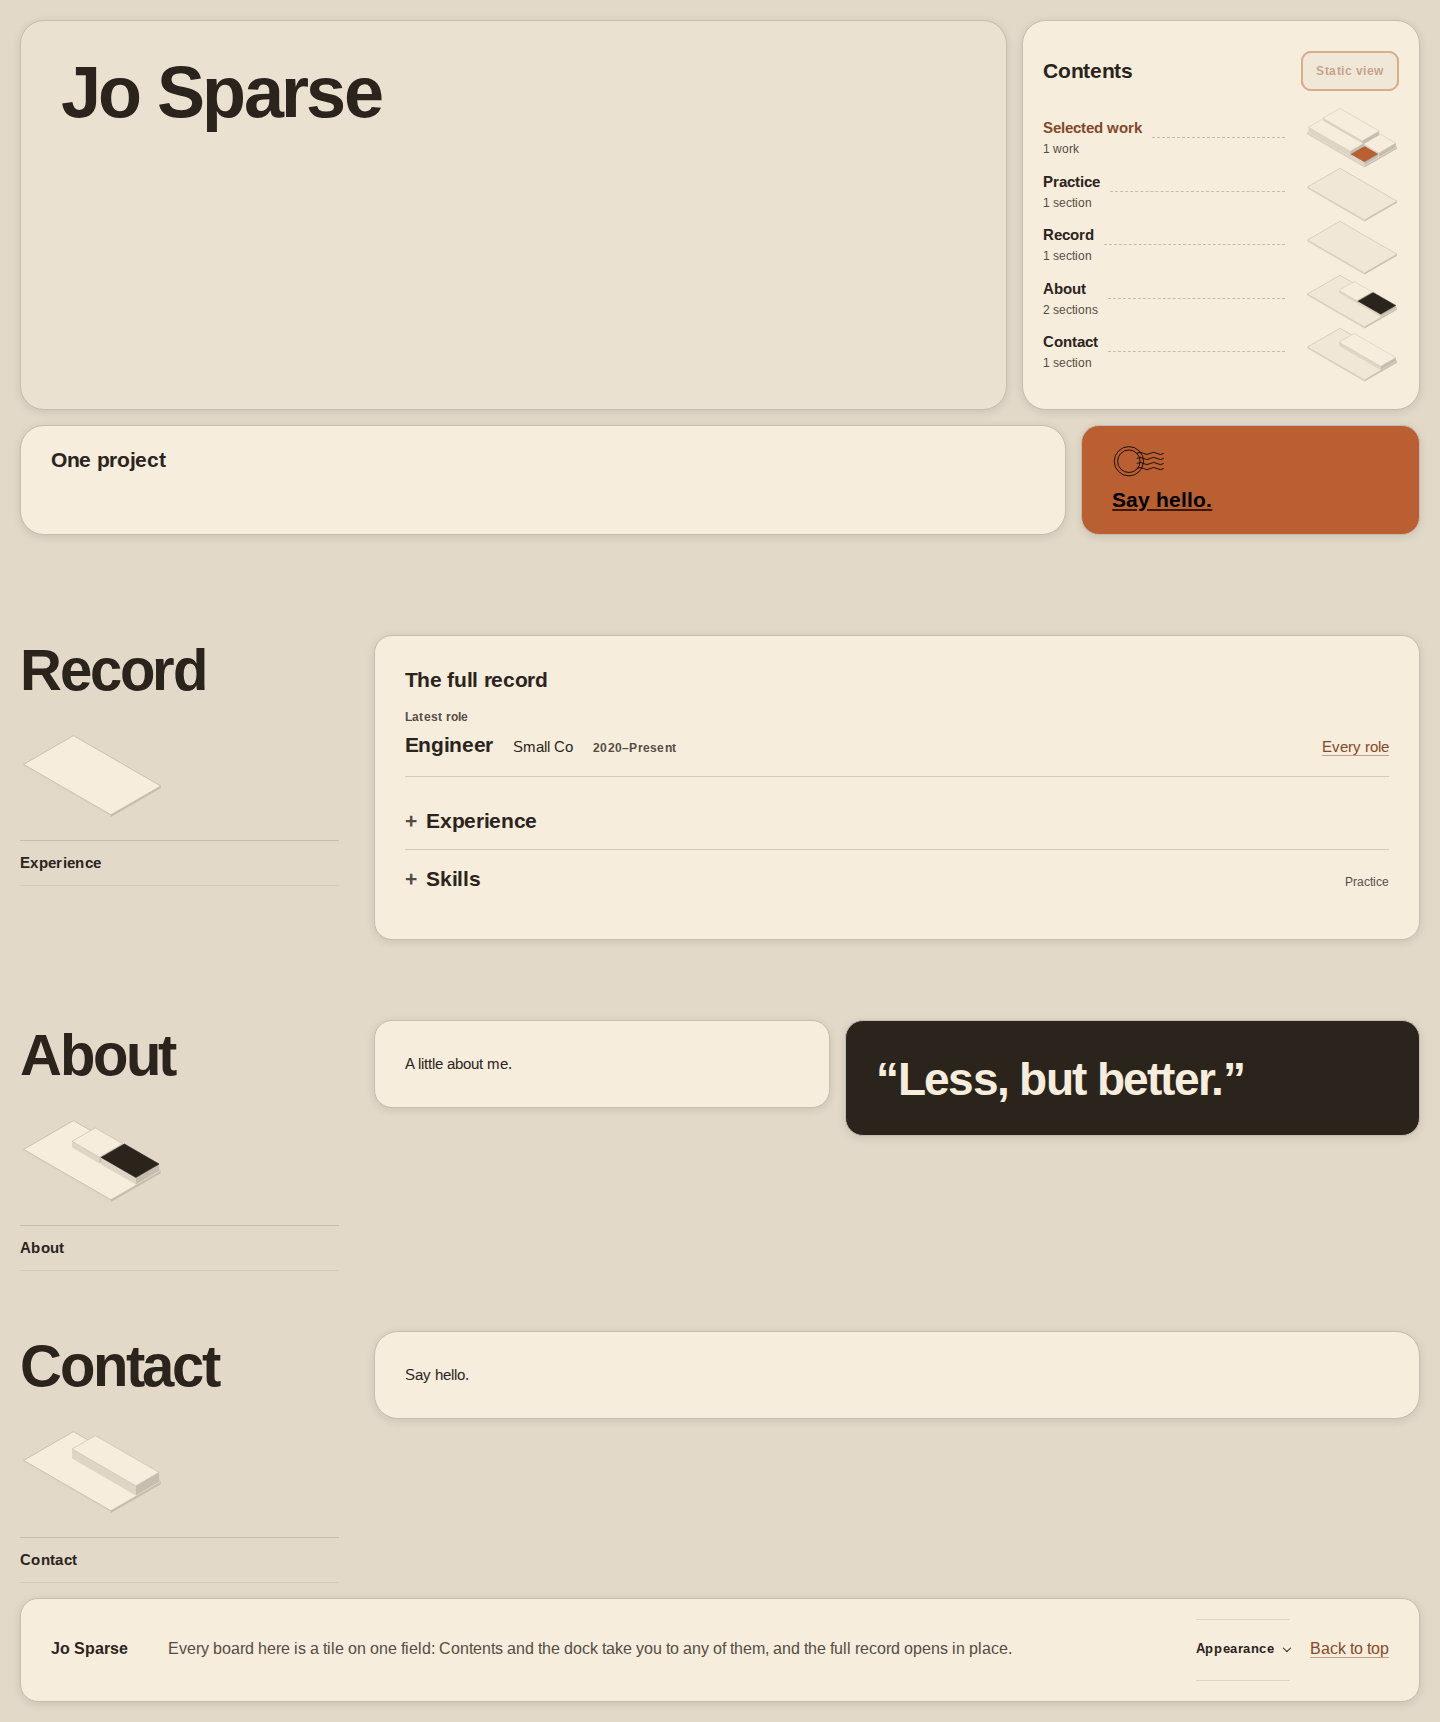 Jo Sparse
Contents
Static view
Selected work
1 work
Practice
1 section
Record
1 section
About
2 sections
Contact
1 section
One project
Say hello.
Record
Experience
The full record
Latest role
Engineer Small Co 2020–Present Every role
+ Experience
+ Skills Practice
About
About
A little about me.
“Less, but better.”
Contact
Contact
Say hello.
Jo Sparse Every board here is a tile on one field: Contents and the dock take you to any of them, and the full record opens in place. Appearance Back to top